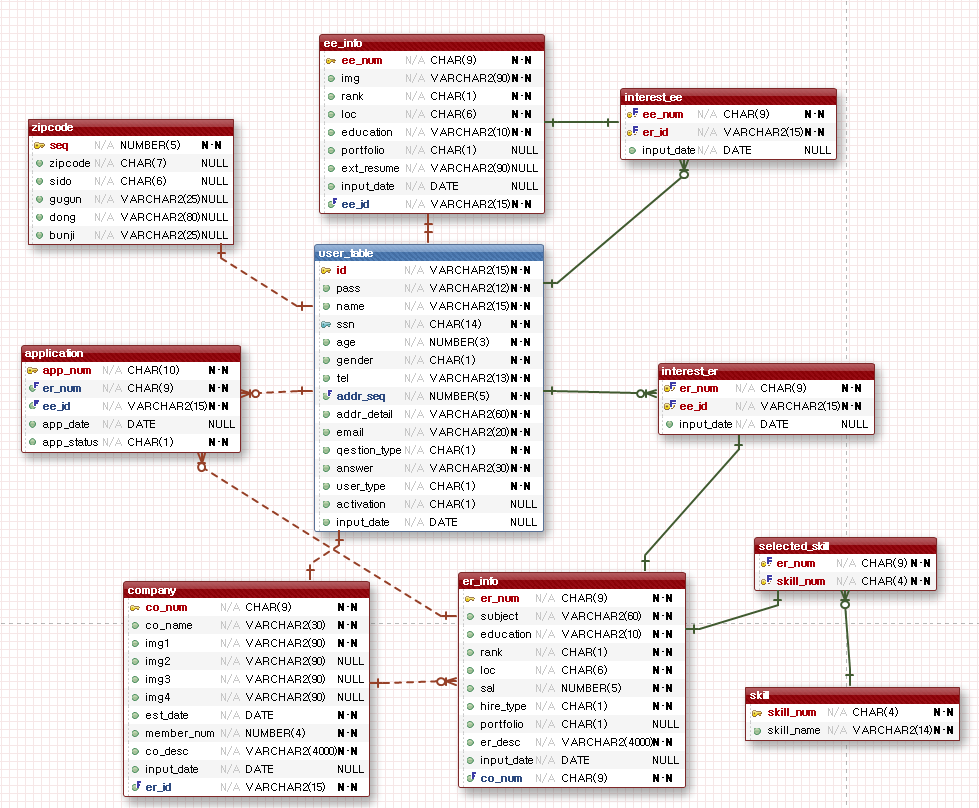 ee_info
ee_num N/A CHAR(9) N-N
img N/A VARCHAR2(90) N-N
rank N/A CHAR(1) N-N
loc N/A CHAR(6) N-N
education N/A VARCHAR2(10) N-N
portfolio N/A CHAR(1) NULL
ext_resume N/A VARCHAR2(90) NULL
input_date N/A DATE NULL
ee_id N/A VARCHAR2(15) N-N
interest_ee
ee_num N/A CHAR(9) N-N
er_id N/A VARCHAR2(15) N-N
input_date N/A DATE NULL
zipcode
seq N/A NUMBER(5) N-N
zipcode N/A CHAR(7) NULL
sido N/A CHAR(6) NULL
gugun N/A VARCHAR2(25) NULL
dong N/A VARCHAR2(80) NULL
bunji N/A VARCHAR2(25) NULL
user_table
id N/A VARCHAR2(15) N-N
pass N/A VARCHAR2(12) N-N
name N/A VARCHAR2(15) N-N
ssn N/A CHAR(14) N-N
age N/A NUMBER(3) N-N
gender N/A CHAR(1) N-N
tel N/A VARCHAR2(13) N-N
addr_seq N/A NUMBER(5) N-N
addr_detail N/A VARCHAR2(60) N-N
email N/A VARCHAR2(20) N-N
qestion_type N/A CHAR(1) N-N
answer N/A VARCHAR2(30) N-N
user_type N/A CHAR(1) N-N
activation N/A CHAR(1) NULL
input_date N/A DATE NULL
application
app_num N/A CHAR(10) N-N
er_num N/A CHAR(9) N-N
ee_id N/A VARCHAR2(15) N-N
app_date N/A DATE NULL
app_status N/A CHAR(1) N-N
interest_er
er_num N/A CHAR(9) N-N
ee_id N/A VARCHAR2(15) N-N
input_date N/A DATE NULL
selected_skill
er_num N/A CHAR(9) N-N
skill_num N/A CHAR(4) N-N
company
co_num N/A CHAR(9) N-N
co_name N/A VARCHAR2(30) N-N
img1 N/A VARCHAR2(90) N-N
img2 N/A VARCHAR2(90) NULL
img3 N/A VARCHAR2(90) NULL
img4 N/A VARCHAR2(90) NULL
est_date N/A DATE N-N
member_num N/A NUMBER(4) N-N
co_desc N/A VARCHAR2(4000) N-N
input_date N/A DATE NULL
er_id N/A VARCHAR2(15) N-N
er_info
er_num N/A CHAR(9) N-N
subject N/A VARCHAR2(60) N-N
education N/A VARCHAR2(10) N-N
rank N/A CHAR(1) N-N
loc N/A CHAR(6) N-N
sal N/A NUMBER(5) N-N
hire_type N/A CHAR(1) N-N
portfolio N/A CHAR(1) NULL
er_desc N/A VARCHAR2(4000) N-N
input_date N/A DATE NULL
co_num N/A CHAR(9) N-N
skill
skill_num N/A CHAR(4) N-N
skill_name N/A VARCHAR2(14) N-N